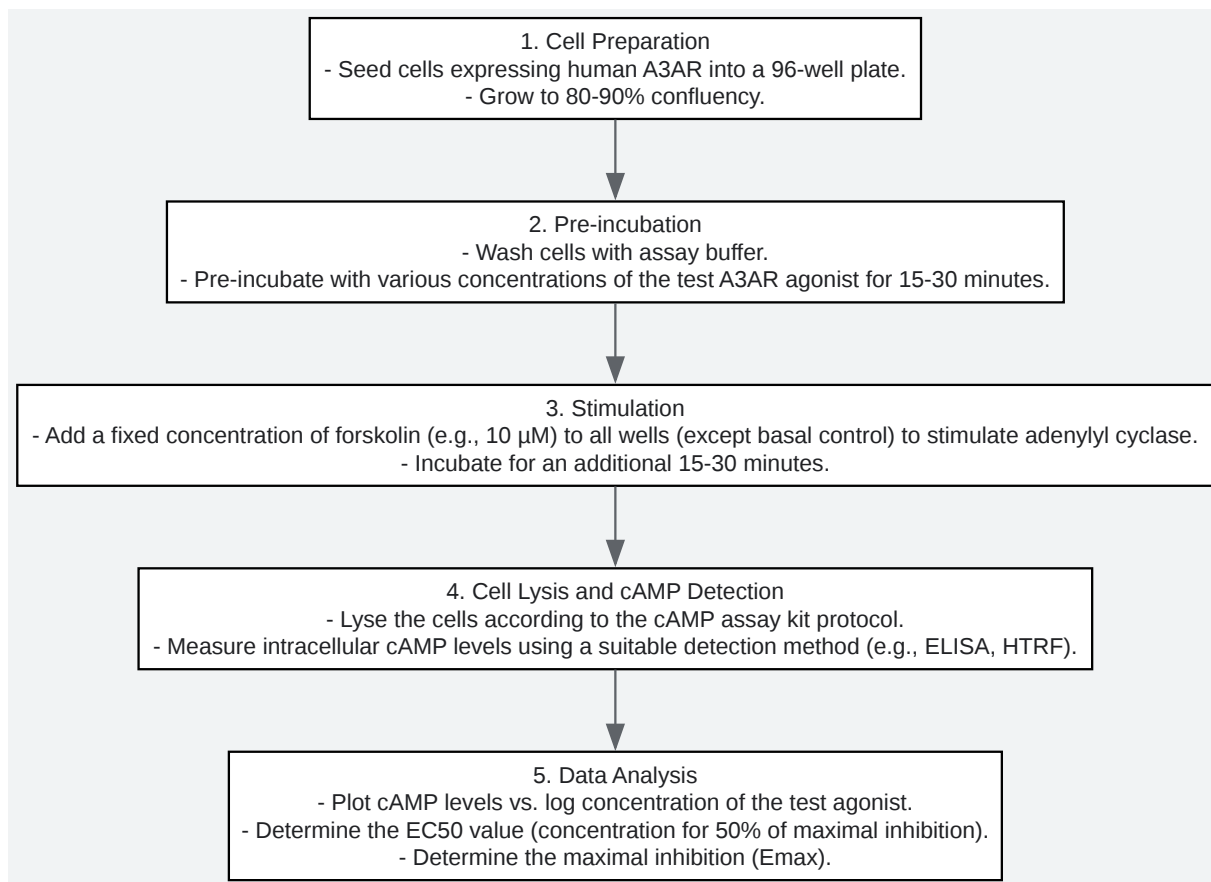 1. Cell Preparation
- Seed cells expressing human A3AR into a 96-well plate.
- Grow to 80-90% confluency.
2. Pre-incubation
- Wash cells with assay buffer.
- Pre-incubate with various concentrations of the test A3AR agonist for 15-30 minutes.
3. Stimulation
- Add a fixed concentration of forskolin (e.g., 10 µM) to all wells (except basal control) to stimulate adenylyl cyclase.
- Incubate for an additional 15-30 minutes.
4. Cell Lysis and cAMP Detection
- Lyse the cells according to the cAMP assay kit protocol.
- Measure intracellular cAMP levels using a suitable detection method (e.g., ELISA, HTRF).
5. Data Analysis
- Plot cAMP levels vs. log concentration of the test agonist.
- Determine the EC50 value (concentration for 50% of maximal inhibition).
- Determine the maximal inhibition (Emax).